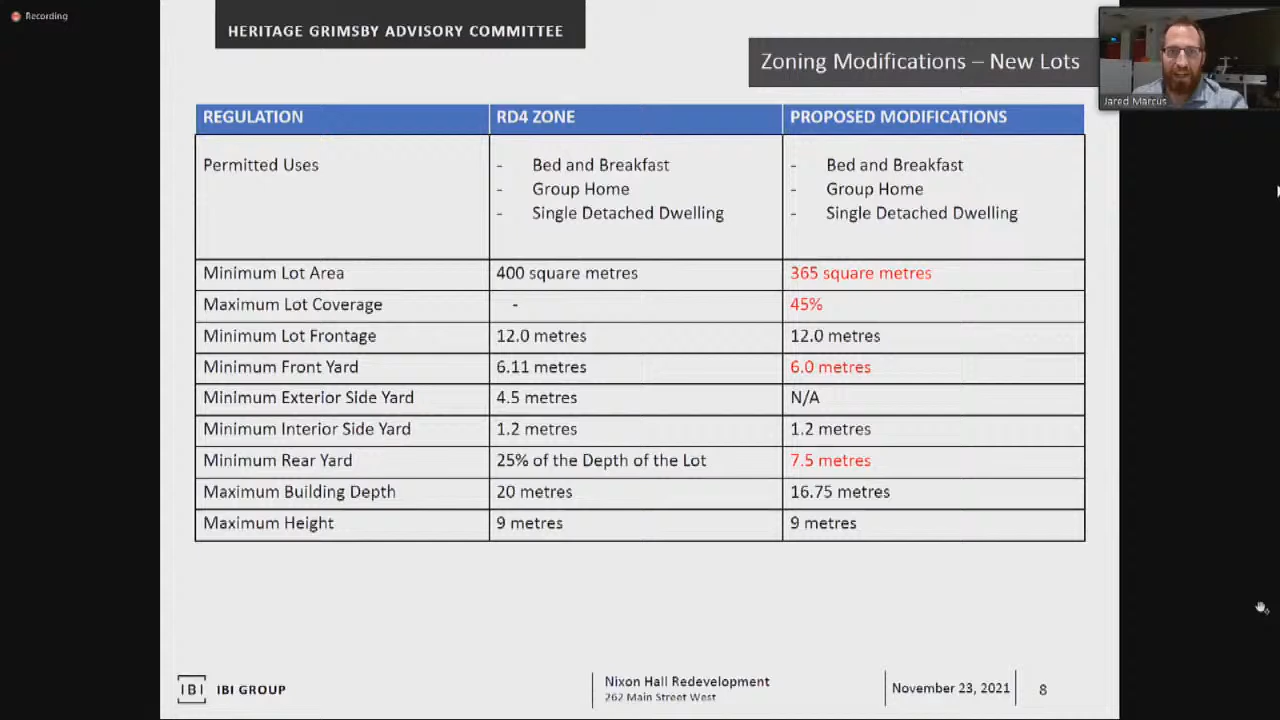 Recording
HERITAGE GRIMSBY ADVISORY COMMITTEE
Zoning Modifications – New Lots
Jared Marcus
REGULATION RD4 ZONE PROPOSED MODIFICATIONS
Permitted Uses - Bed and Breakfast - Bed and Breakfast
- Group Home - Group Home
- Single Detached Dwelling - Single Detached Dwelling
Minimum Lot Area 400 square metres 365 square metres
Maximum Lot Coverage - 45%
Minimum Lot Frontage 12.0 metres 12.0 metres
Minimum Front Yard 6.11 metres 6.0 metres
Minimum Exterior Side Yard 4.5 metres N/A
Minimum Interior Side Yard 1.2 metres 1.2 metres
Minimum Rear Yard 25% of the Depth of the Lot 7.5 metres
Maximum Building Depth 20 metres 16.75 metres
Maximum Height 9 metres 9 metres
IBI IBI GROUP
Nixon Hall Redevelopment
262 Main Street West
November 23, 2021
8